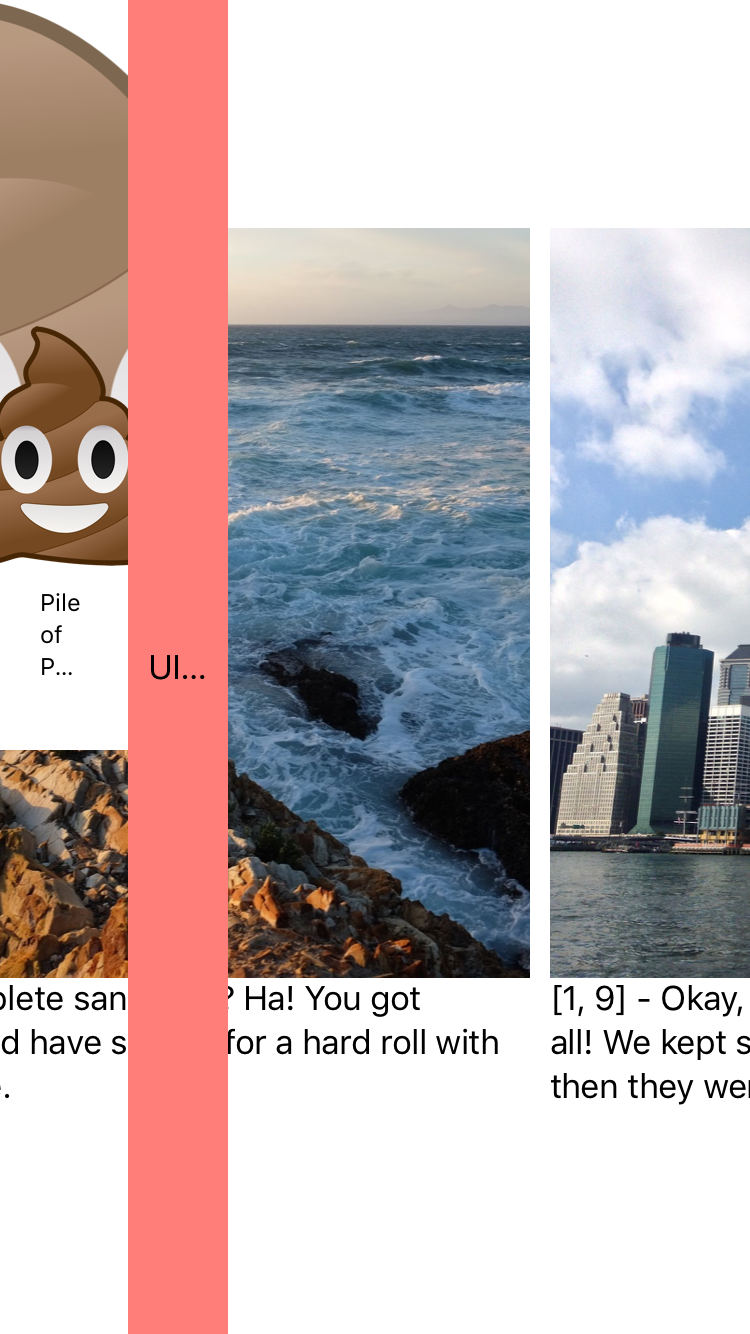 Pile
of
P...
UI...
plete san
? Ha! You got
d have s
for a hard roll with
e.
[1, 9] - Okay,
all! We kept s
then they wer